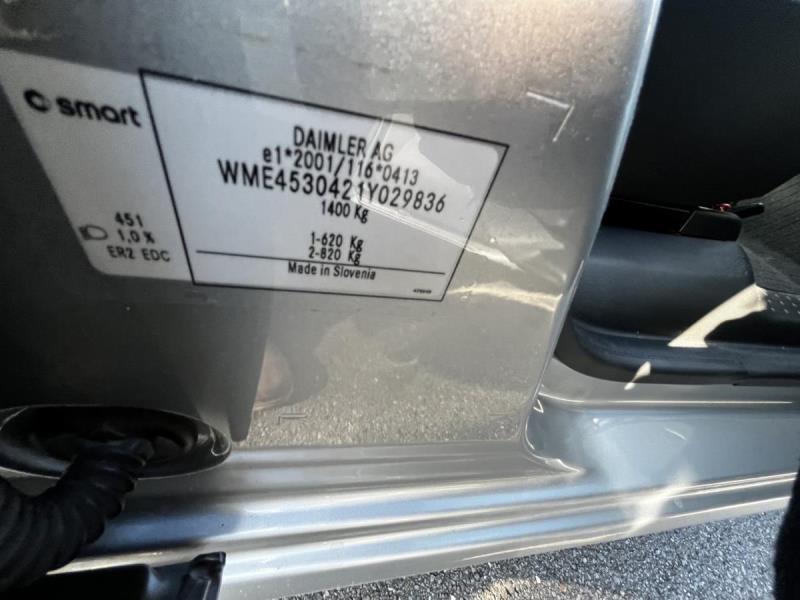 smart
DAIMLER AG
e1*2001/116*0413
WME4530421Y029836
1400 Kg
1-620 Kg
2-820 Kg
Made in Slovenia
451
1,0 %
ER2 EDC